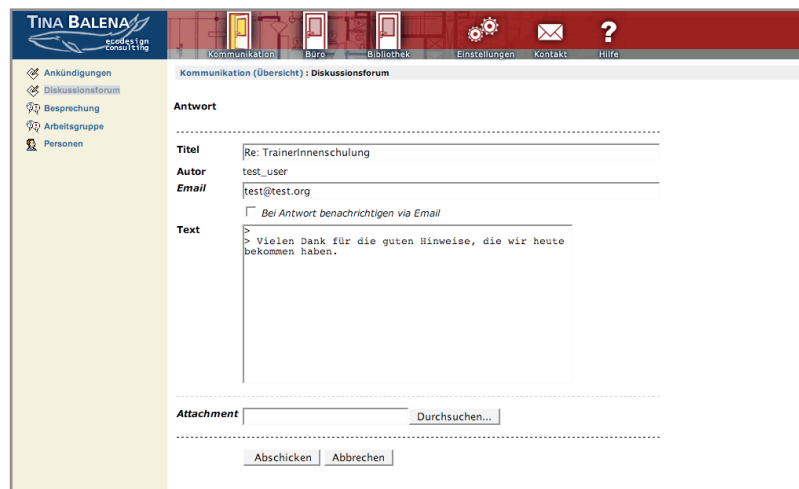 TINA BALENA
ecodesign
consulting
Kommunikation Büro Bibliothek Einstellungen Kontakt Hilfe
?
Ankündigungen
Diskussionsforum
Besprechung
Arbeitsgruppe
Personen
Kommunikation (Übersicht) : Diskussionsforum
Antwort
Titel Re: TrainerInnenschulung
Autor test_user
Email test@test.org
Bei Antwort benachrichtigen via Email
Text >
> Vielen Dank für die guten Hinweise, die wir heute
bekommen haben.
Attachment Durchsuchen...
Abschicken Abbrechen